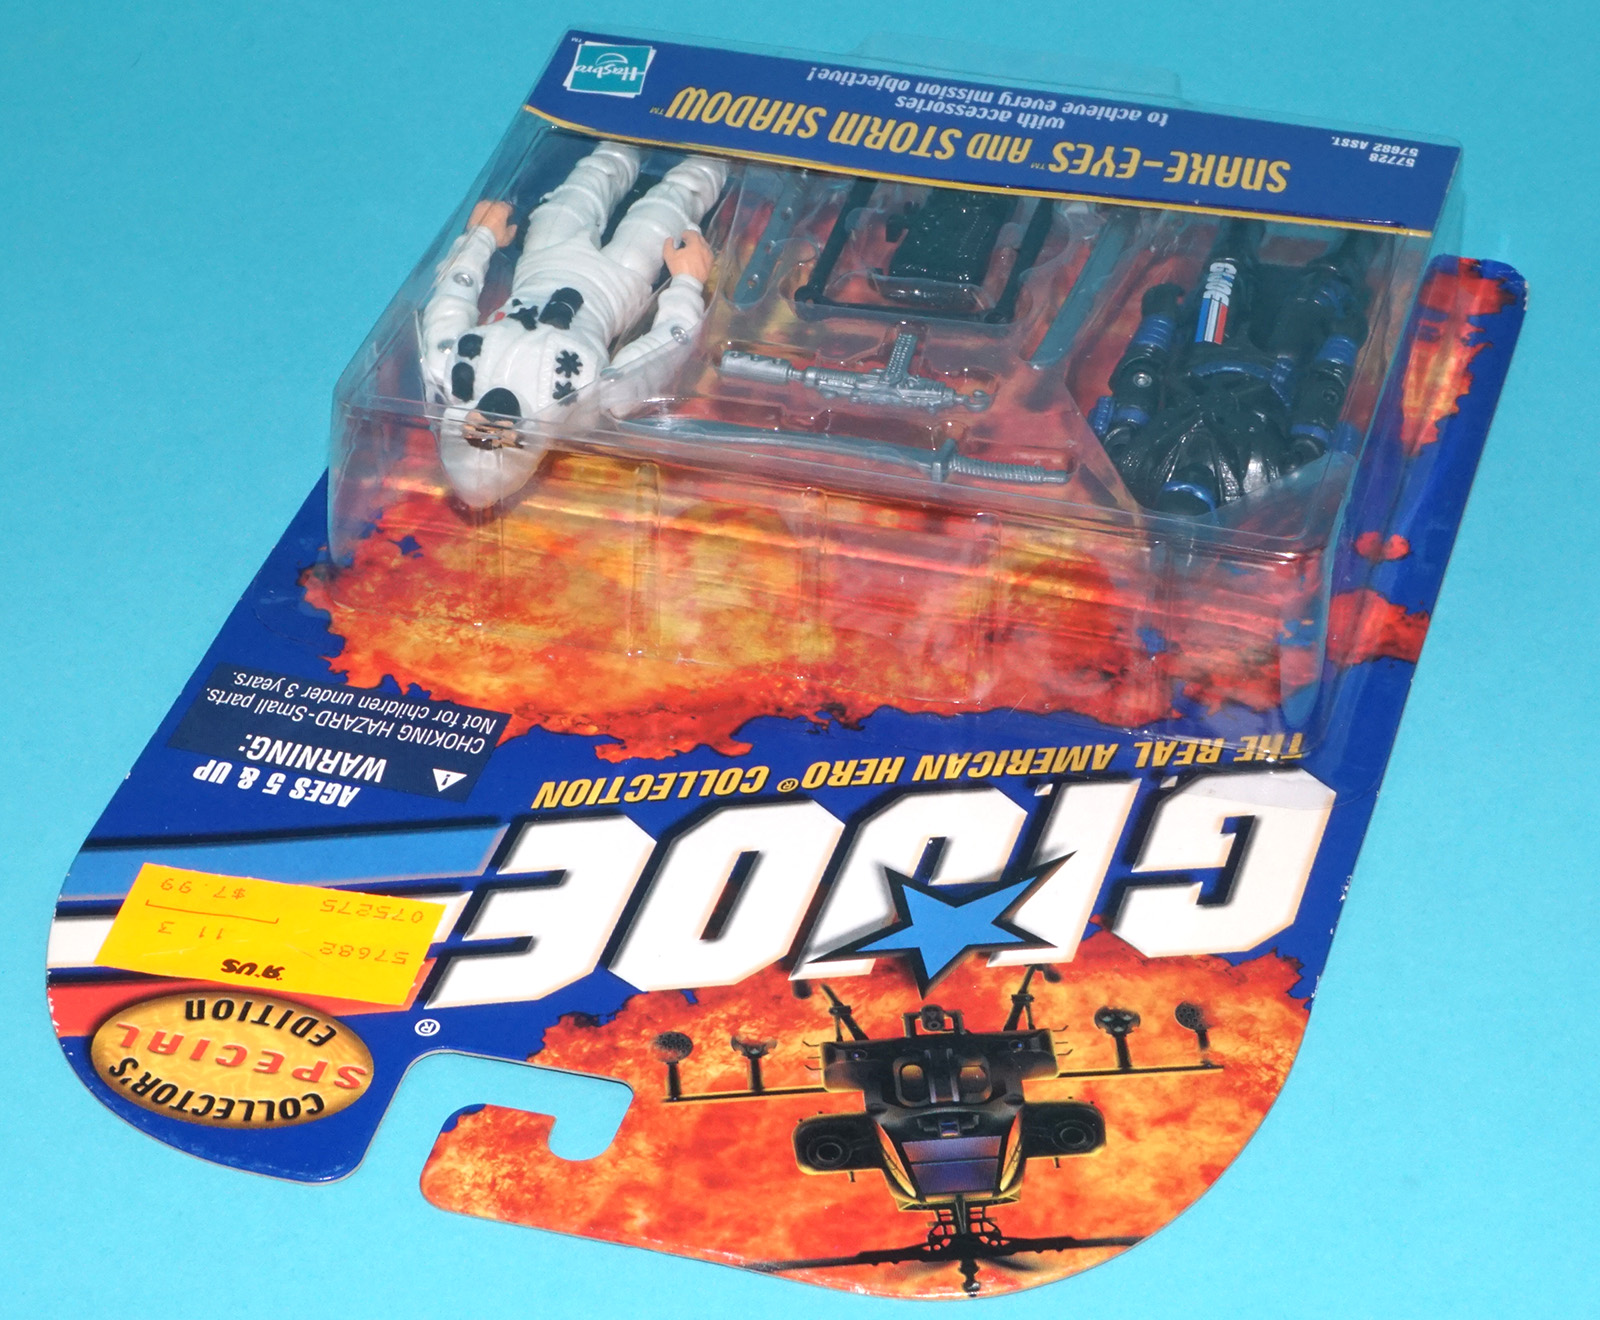 COLLECTOR'S
SPECIAL
EDITION
R US
57682 11 3
075275 $7.99
G.I.JOE®
THE REAL AMERICAN HERO® COLLECTION
AGES 5 & UP
WARNING:
CHOKING HAZARD-Small parts.
Not for children under 3 years.
G.I.JOE
57728
57682 ASST.
SNAKE-EYES™ AND STORM SHADOW™
with accessories
to achieve every mission objective!
Hasbro™